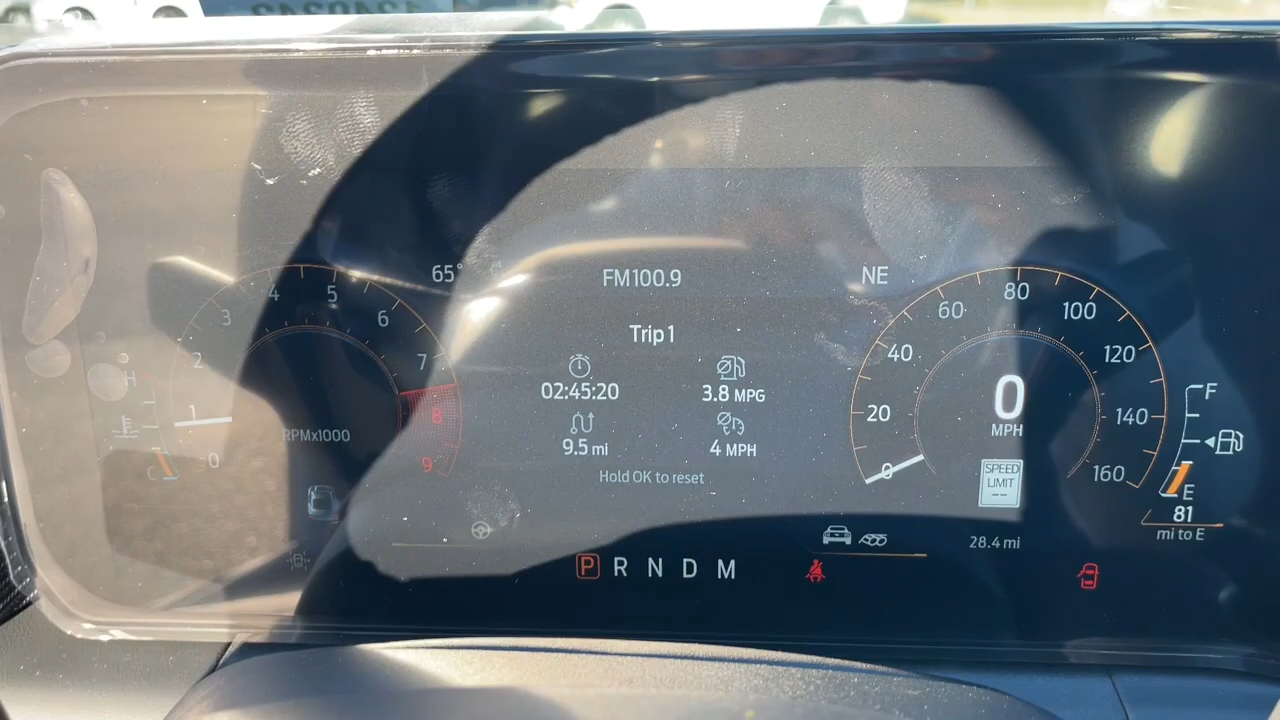 65°
FM100.9
NE
Trip 1
02:45:20
3.8 MPG
9.5 mi
4 MPH
Hold OK to reset
0
1
2
3
4
5
6
7
8
9
RPMx1000
H
C
0
20
40
60
80
100
120
140
160
0
MPH
SPEED
LIMIT
--
28.4 mi
F
E
81
mi to E
P R N D M